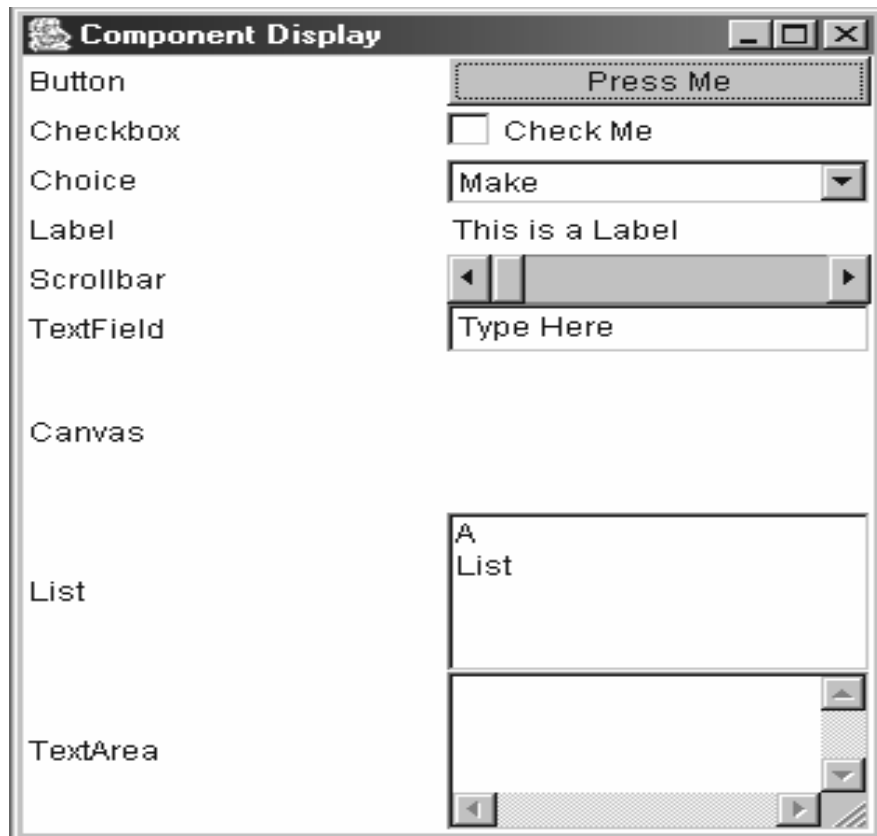 Component Display
Button Press Me
Checkbox Check Me
Choice Make
Label This is a Label
Scrollbar
TextField Type Here
Canvas
List A
List
TextArea